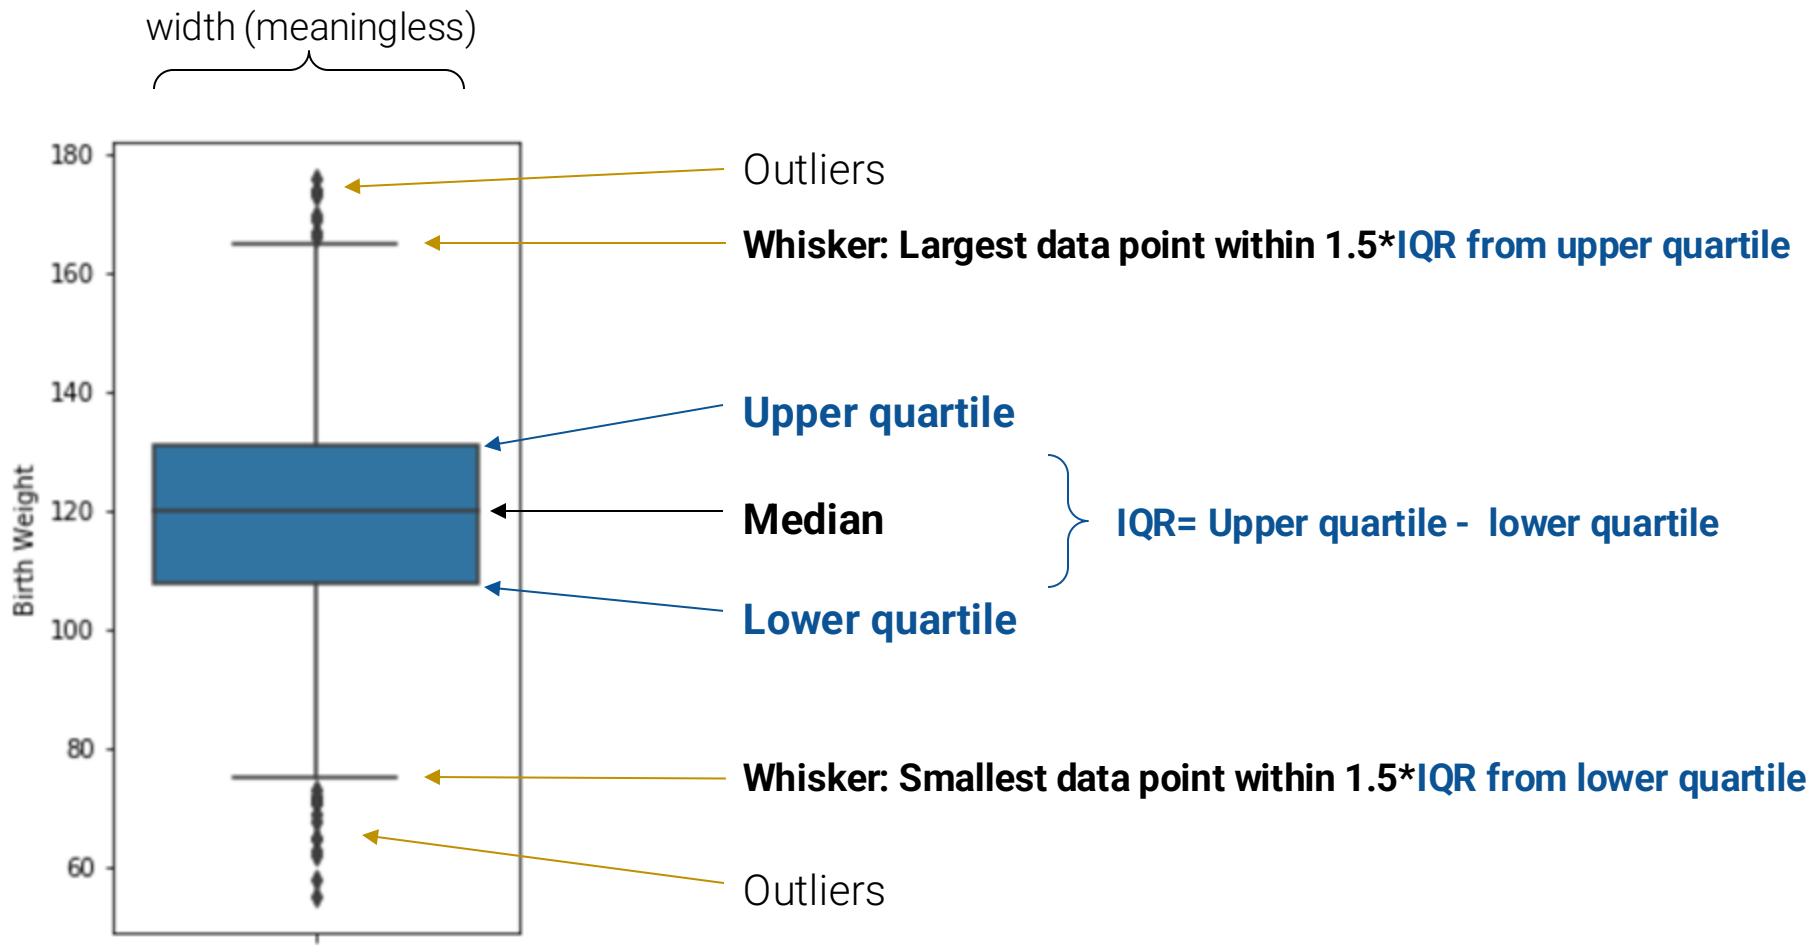 width (meaningless)
180
Outliers
Whisker: Largest data point within 1.5*IQR from upper quartile
160
140
Upper quartile
Birth Weight
120
Median
IQR= Upper quartile - lower quartile
100
Lower quartile
80
Whisker: Smallest data point within 1.5*IQR from lower quartile
60
Outliers